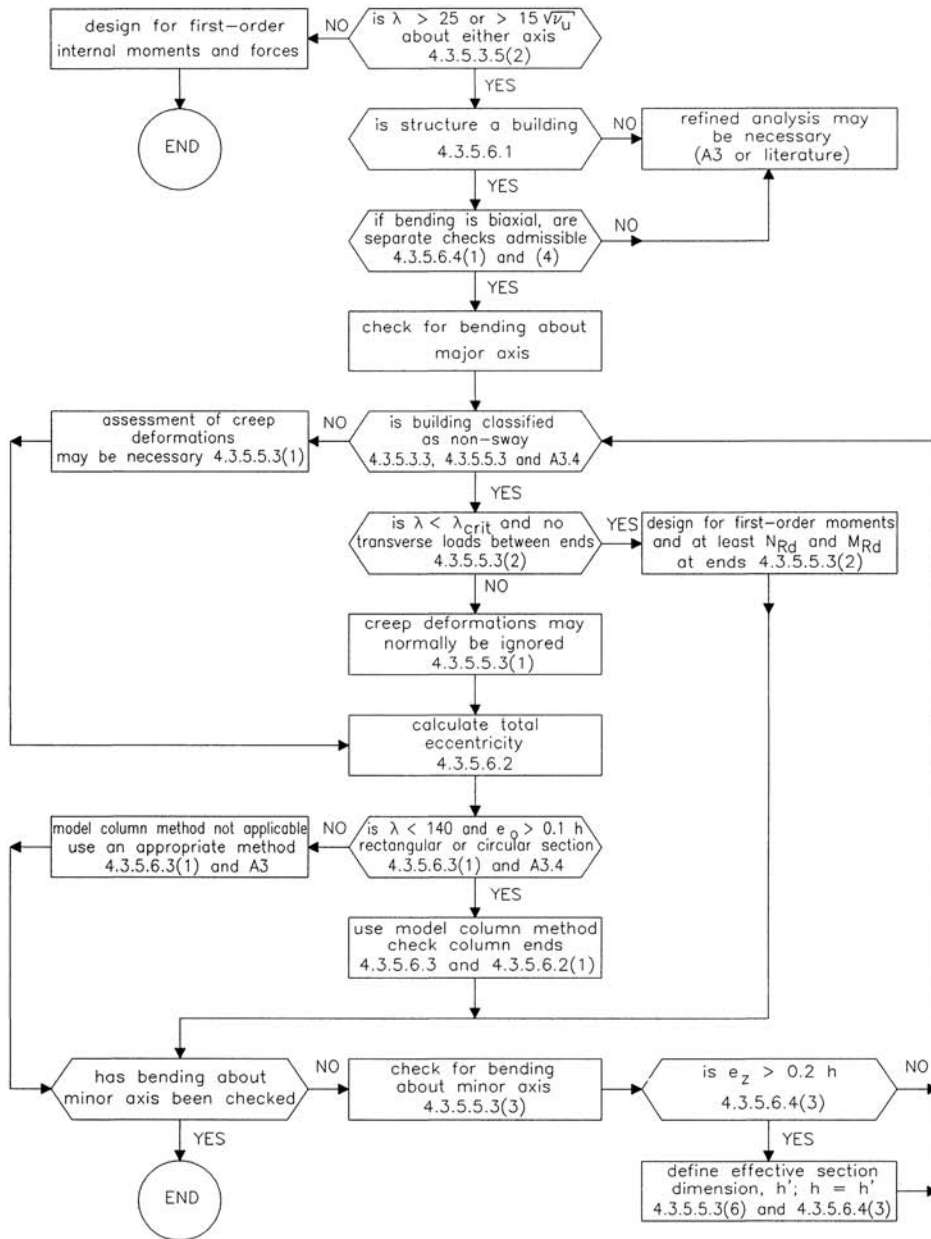 design for first-order
internal moments and forces
NO
is λ > 25 or > 15 √νu
about either axis
4.3.5.3.5(2)
YES
END
is structure a building
4.3.5.6.1
NO
refined analysis may
be necessary
(A3 or literature)
YES
if bending is biaxial, are
separate checks admissible
4.3.5.6.4(1) and (4)
NO
YES
check for bending about
major axis
assessment of creep
deformations
may be necessary 4.3.5.5.3(1)
NO
is building classified
as non-sway
4.3.5.3.3, 4.3.5.5.3 and A3.4
YES
is λ < λcrit and no
transverse loads between ends
4.3.5.5.3(2)
YES
design for first-order moments
and at least NRd and MRd
at ends 4.3.5.5.3(2)
NO
creep deformations may
normally be ignored
4.3.5.5.3(1)
calculate total
eccentricity
4.3.5.6.2
model column method not applicable
use an appropriate method
4.3.5.6.3(1) and A3
NO
is λ < 140 and eo > 0.1 h
rectangular or circular section
4.3.5.6.3(1) and A3.4
YES
use model column method
check column ends
4.3.5.6.3 and 4.3.5.6.2(1)
has bending about
minor axis been checked
NO
check for bending
about minor axis
4.3.5.5.3(3)
is ez > 0.2 h
4.3.5.6.4(3)
NO
YES
YES
END
define effective section
dimension, h'; h = h'
4.3.5.5.3(6) and 4.3.5.6.4(3)